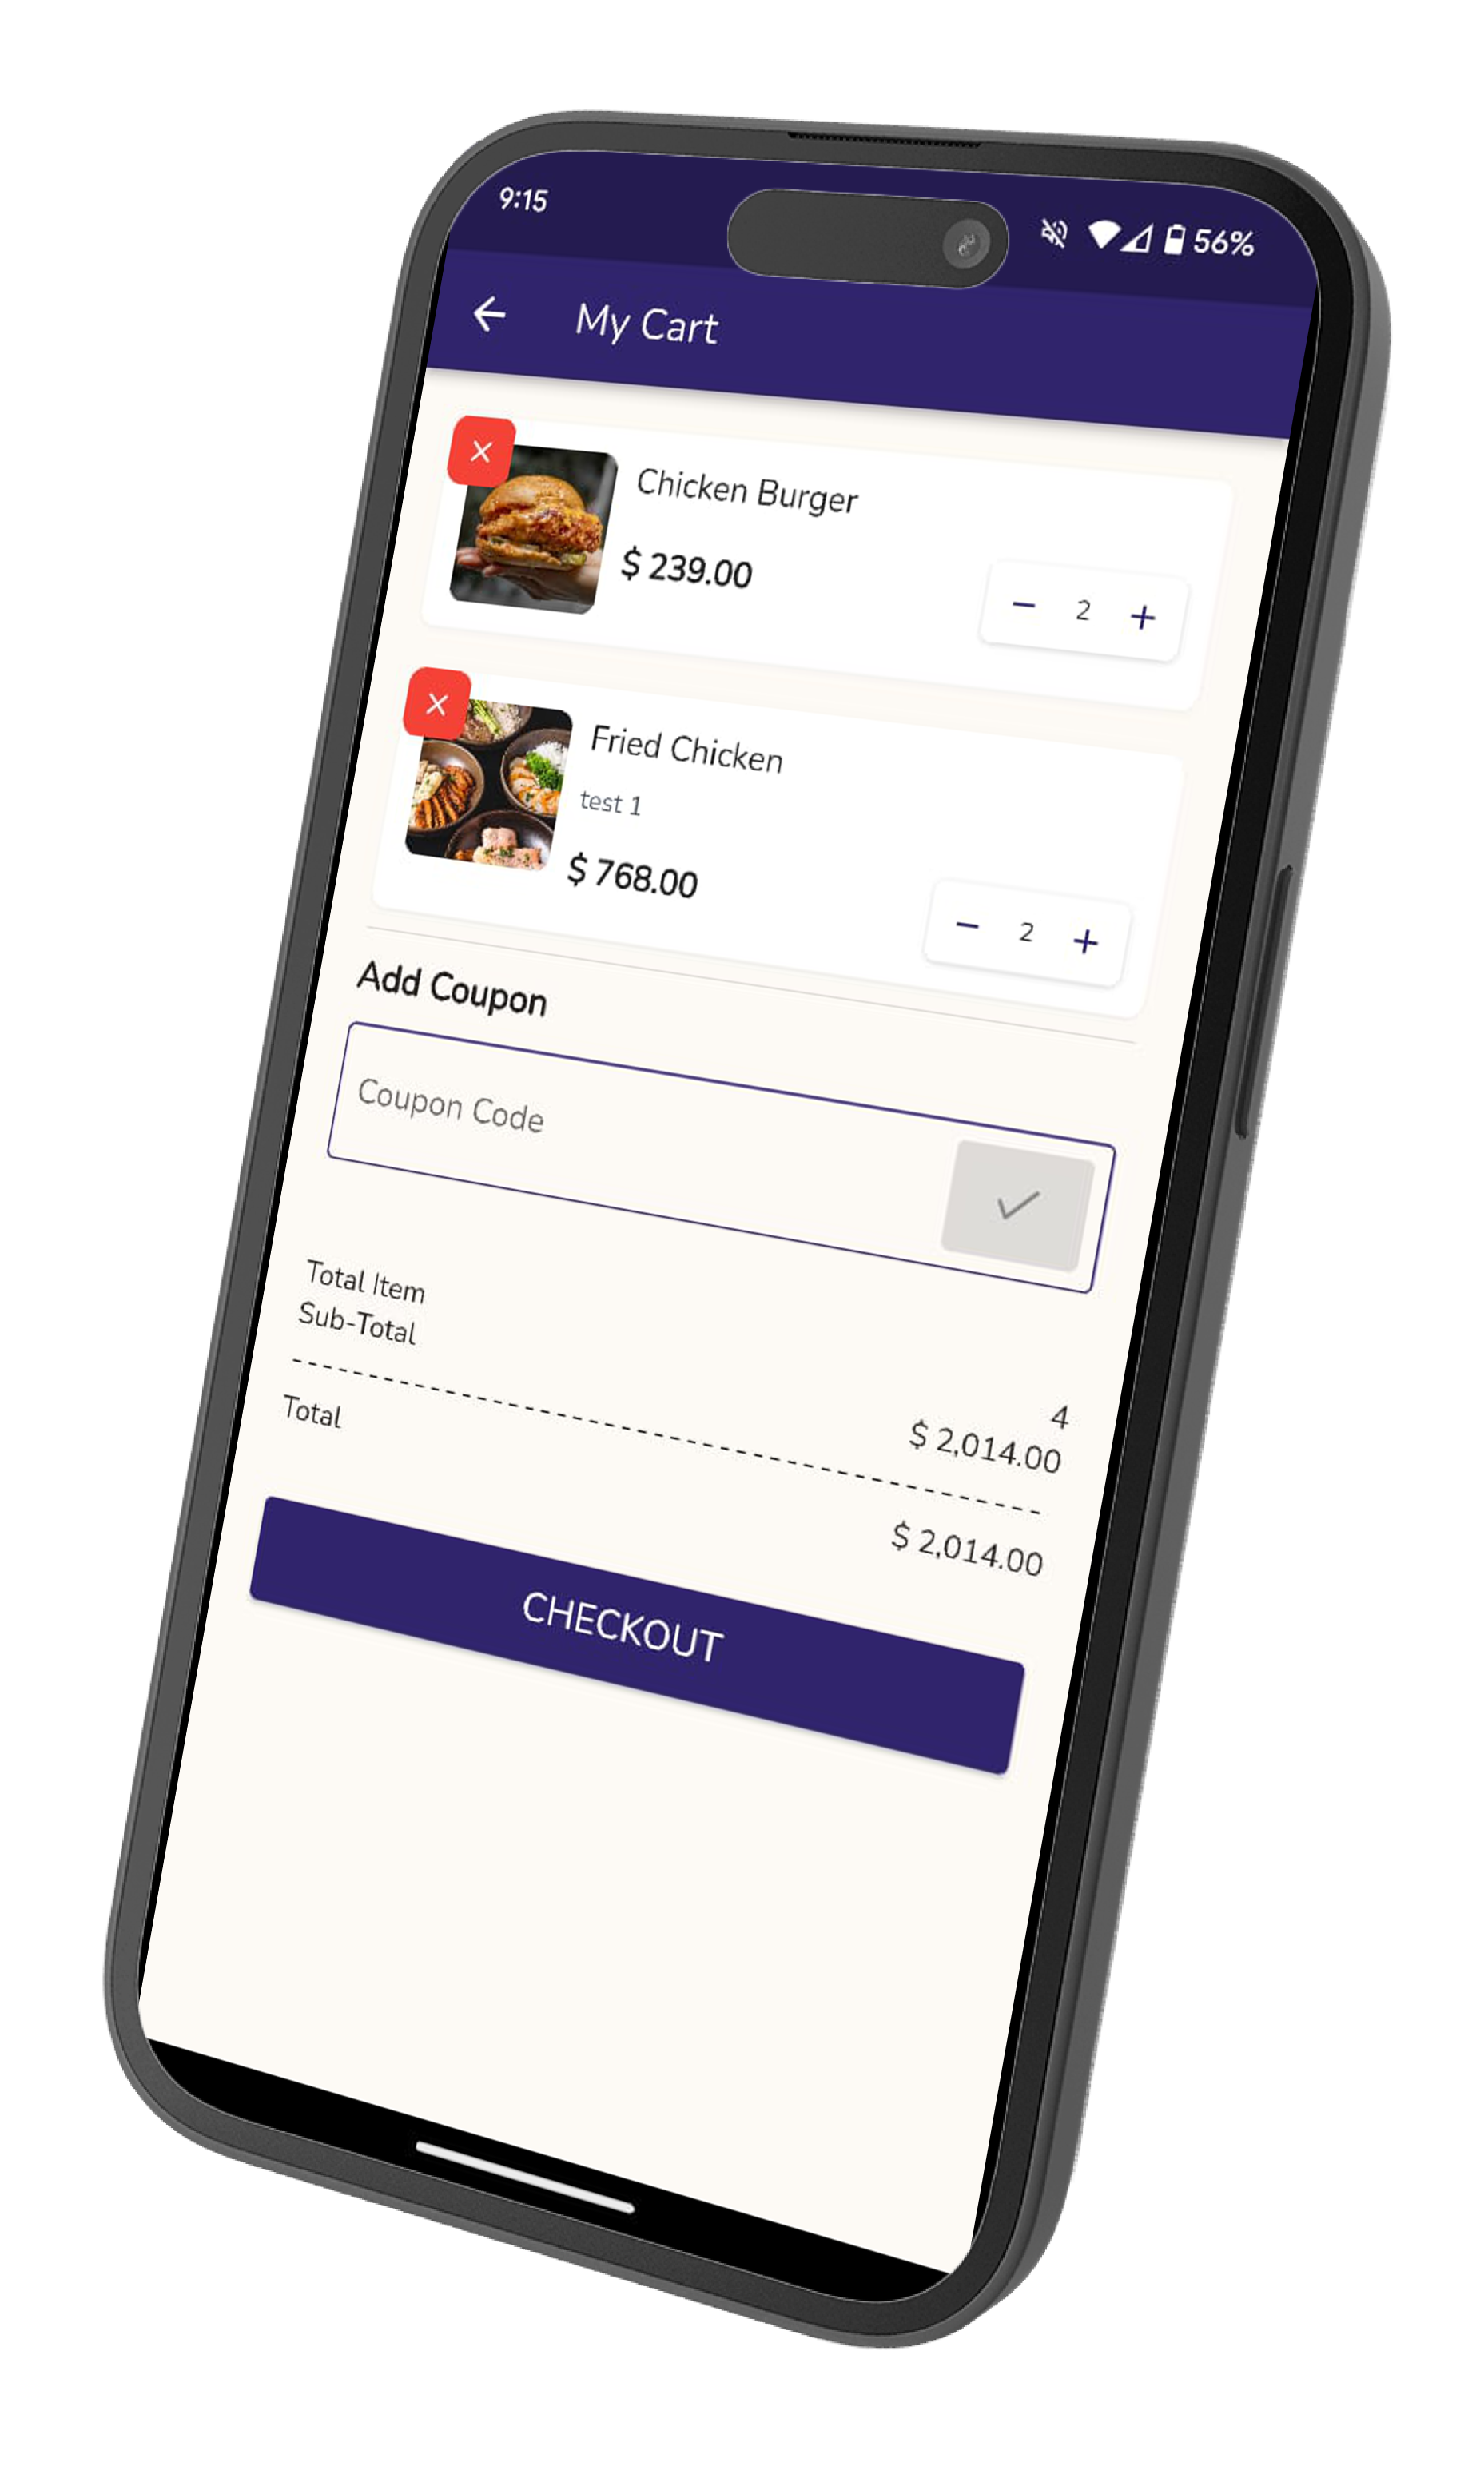 9:15 56%
My Cart
Chicken Burger
$ 239.00
2
Fried Chicken
test 1
$ 768.00
2
Add Coupon
Coupon Code
Total Item 4
Sub-Total $ 2,014.00
Total $ 2,014.00
CHECKOUT